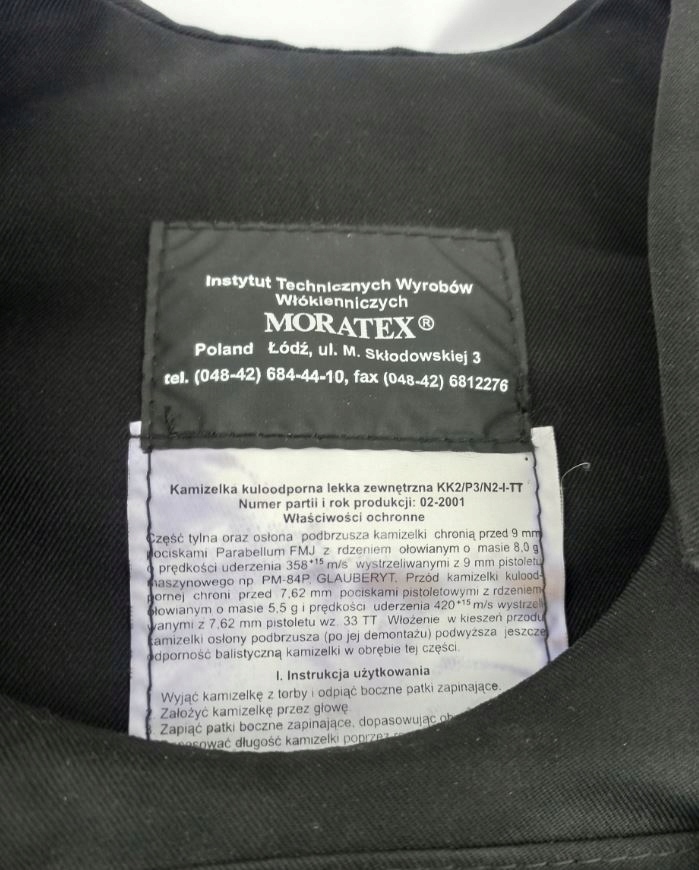 Instytut Technicznych Wyrobów
Włókienniczych
MORATEX®
Poland Łódź, ul. M. Skłodowskiej 3
tel. (048-42) 684-44-10, fax (048-42) 6812276
Kamizelka kuloodporna lekka zewnętrzna KK2/P3/N2-I-TT
Numer partii i rok produkcji: 02-2001
Właściwości ochronne
Część tylna oraz osłona podbrzusza kamizelki chronią przed 9 mm
pociskami Parabellum FMJ z rdzeniem ołowianym o masie 8,0 g
o prędkości uderzenia 358⁺¹⁵ m/s wystrzeliwanymi z 9 mm pistoletu
maszynowego np. PM-84P, GLAUBERYT. Przód kamizelki kulood-
pornej chroni przed 7,62 mm pociskami pistoletowymi z rdzeniem
ołowianym o masie 5,5 g i prędkości uderzenia 420⁺¹⁵ m/s wystrzeli
wanymi z 7,62 mm pistoletu wz. 33 TT Włożenie w kieszeń przodu
kamizelki osłony podbrzusza (po jej demontażu) podwyższa jeszcze
odporność balistyczną kamizelki w obrębie tej części.
I. Instrukcja użytkowania
Wyjąć kamizelkę z torby i odpiąć boczne patki zapinające.
2. Założyć kamizelkę przez głowę.
3. Zapiąć patki boczne zapinające, dopasowując
długość kamizelki poprzez